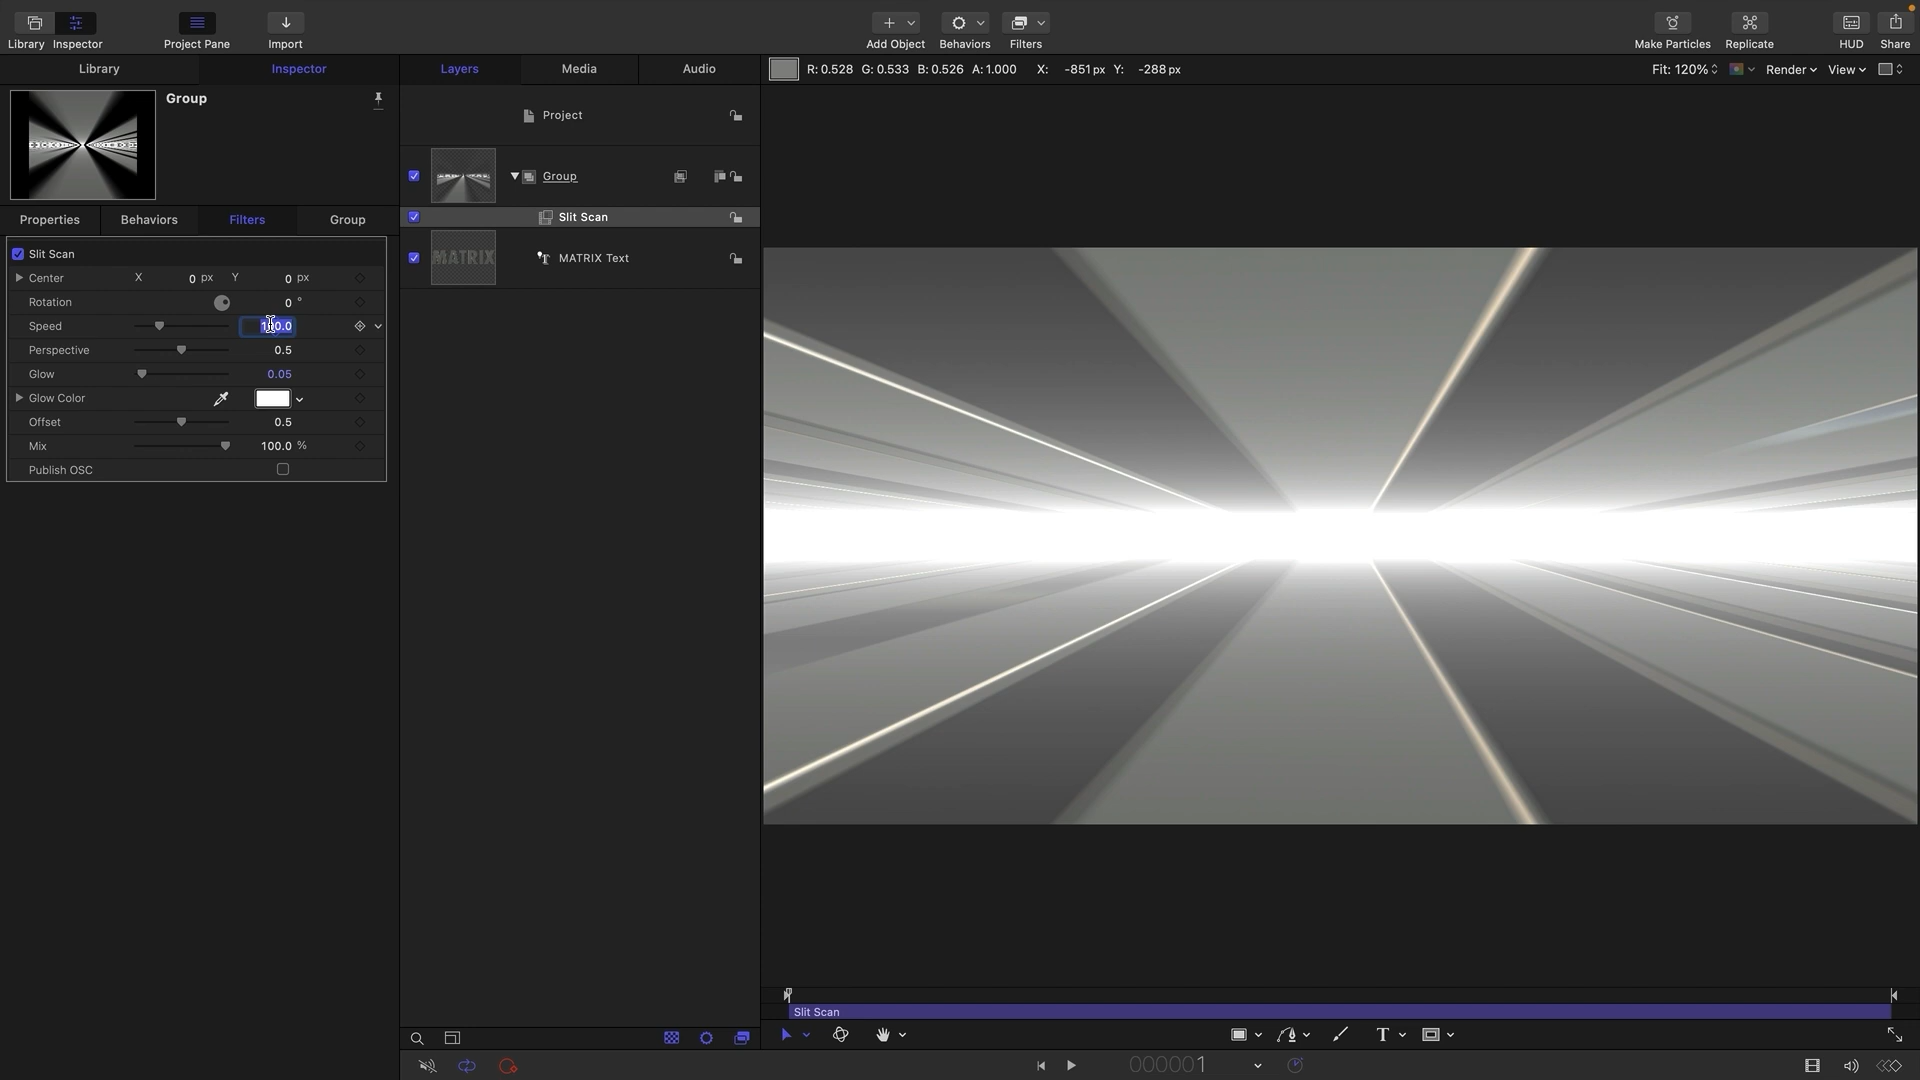 Library
Inspector
Project Pane
Import
Add Object
Behaviors
Filters
Make Particles
Replicate
HUD
Share
Library
Inspector
Layers
Media
Audio
R: 0.528 G: 0.533 B: 0.526 A: 1.000 X: -851 px Y: -288 px
Fit: 120%
Render
View
Group
Project
Group
Slit Scan
MATRIX
MATRIX Text
Properties
Behaviors
Filters
Group
Slit Scan
Center X 0 px Y 0 px
Rotation 0 °
Speed 100.0
Perspective 0.5
Glow 0.05
Glow Color
Offset 0.5
Mix 100.0 %
Publish OSC
Slit Scan
T
000001